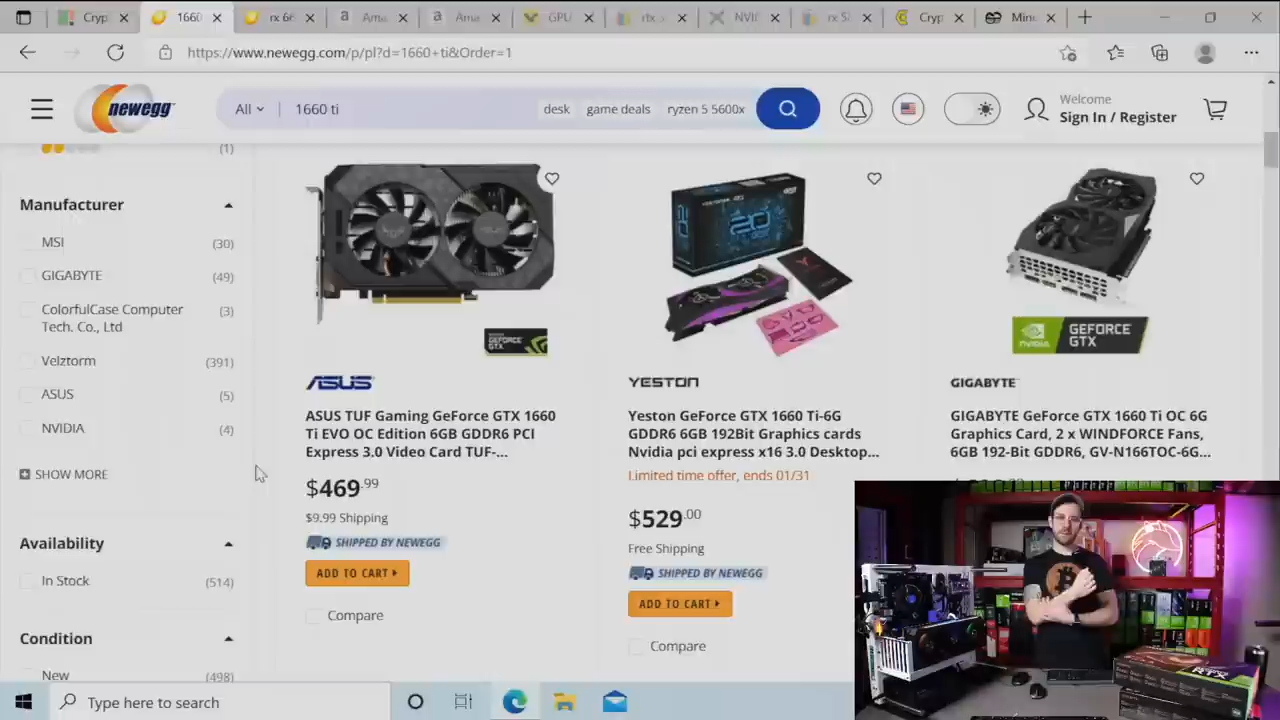 Cryp
1660
rx 6б
Ama
Ama
GPU
rtx 3
NVII
rx 5
Cryp
Mine
https://www.newegg.com/p/pl?d=1660+ti&Order=1
newegg
All
1660 ti
desk
game deals
ryzen 5 5600x
Welcome
Sign In / Register
(1)
Manufacturer
MSI
(30)
GIGABYTE
(49)
ColorfulCase Computer
Tech. Co., Ltd
(3)
Velztorm
(391)
ASUS
(5)
NVIDIA
(4)
SHOW MORE
Availability
In Stock
(514)
Condition
New
(498)
GEFORCE
GTX
ASUS
ASUS TUF Gaming GeForce GTX 1660
Ti EVO OC Edition 6GB GDDR6 PCI
Express 3.0 Video Card TUF-...
$469.99
$9.99 Shipping
SHIPPED BY NEWEGG
ADD TO CART
Compare
20
YESTON
Yeston GeForce GTX 1660 Ti-6G
GDDR6 6GB 192Bit Graphics cards
Nvidia pci express x16 3.0 Desktop...
Limited time offer, ends 01/31
$529.00
Free Shipping
SHIPPED BY NEWEGG
ADD TO CART
Compare
NVIDIA
GEFORCE
GTX
GIGABYTE
GIGABYTE GeForce GTX 1660 Ti OC 6G
Graphics Card, 2 x WINDFORCE Fans,
6GB 192-Bit GDDR6, GV-N166TOC-6G...
Type here to search